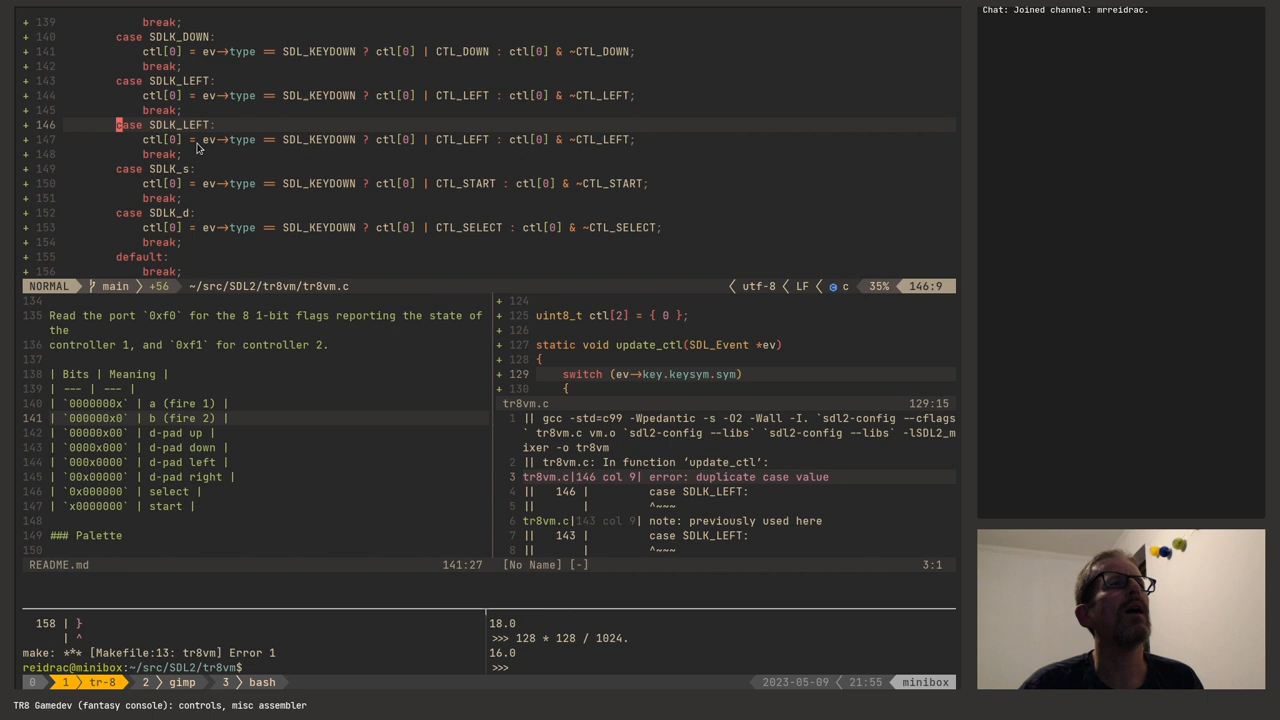 + 139 break;
+ 140 case SDLK_DOWN:
+ 141 ctl[0] = ev->type == SDL_KEYDOWN ? ctl[0] | CTL_DOWN : ctl[0] & ~CTL_DOWN;
+ 142 break;
+ 143 case SDLK_LEFT:
+ 144 ctl[0] = ev->type == SDL_KEYDOWN ? ctl[0] | CTL_LEFT : ctl[0] & ~CTL_LEFT;
+ 145 break;
+ 146 case SDLK_LEFT:
+ 147 ctl[0] = ev->type == SDL_KEYDOWN ? ctl[0] | CTL_LEFT : ctl[0] & ~CTL_LEFT;
+ 148 break;
+ 149 case SDLK_s:
+ 150 ctl[0] = ev->type == SDL_KEYDOWN ? ctl[0] | CTL_START : ctl[0] & ~CTL_START;
+ 151 break;
+ 152 case SDLK_d:
+ 153 ctl[0] = ev->type == SDL_KEYDOWN ? ctl[0] | CTL_SELECT : ctl[0] & ~CTL_SELECT;
+ 154 break;
+ 155 default:
+ 156 break;
NORMAL main +56 ~/src/SDL2/tr8vm/tr8vm.c utf-8 LF c 35% 146:9
134
135 Read the port `0xf0` for the 8 1-bit flags reporting the state of
the
136 controller 1, and `0xf1` for controller 2.
137
138 | Bits | Meaning |
139 | --- | --- |
140 | `0000000x` | a (fire 1) |
141 | `000000x0` | b (fire 2) |
142 | `00000x00` | d-pad up |
143 | `0000x000` | d-pad down |
144 | `000x0000` | d-pad left |
145 | `00x00000` | d-pad right |
146 | `0x000000` | select |
147 | `x0000000` | start |
148
149 ### Palette
150
README.md 141:27
+ 124
+ 125 uint8_t ctl[2] = { 0 };
+ 126
+ 127 static void update_ctl(SDL_Event *ev)
+ 128 {
+ 129 switch (ev->key.keysym.sym)
+ 130 {
tr8vm.c 129:15
1 || gcc -std=c99 -Wpedantic -s -O2 -Wall -I. `sdl2-config --cflags
` tr8vm.c vm.o `sdl2-config --libs` `sdl2-config --libs` -lSDL2_m
ixer -o tr8vm
2 || tr8vm.c: In function ‘update_ctl’:
3 tr8vm.c|146 col 9| error: duplicate case value
4 || 146 | case SDLK_LEFT:
5 || | ^~~~
6 tr8vm.c|143 col 9| note: previously used here
7 || 143 | case SDLK_LEFT:
8 || | ^~~~
[No Name] [-] 3:1
158 | }
| ^
make: *** [Makefile:13: tr8vm] Error 1
reidrac@minibox:~/src/SDL2/tr8vm$
18.0
>>> 128 * 128 / 1024.
16.0
>>>
0 1 tr-8 2 gimp 3 bash 2023-05-09 21:55 minibox
TR8 Gamedev (fantasy console): controls, misc assembler
Chat: Joined channel: mrreidrac.